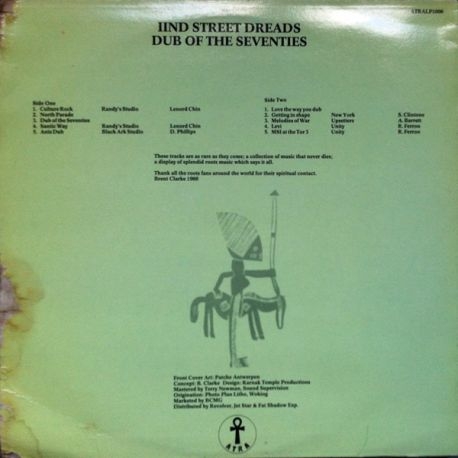 ATRALP1006
IIND STREET DREADS
DUB OF THE SEVENTIES
Side One
1. Culture Rock Randy's Studio Lenord Chin
2. North Parade
3. Dub of the Seventies
4. Santic Way Randy's Studio Lenord Chin
5. Asta Dub Black Ark Studio D. Phillips
Side Two
1. Love the way you dub
2. Getting in shape New York S. Clintone
3. Melodies of War Upsetters A. Barrett
4. Levi Unity R. Ferron
5. MSI at the Tor 5 Unity R. Ferron
These tracks are as rare as they come; a collection of music that never dies;
a display of splendid roots music which says it all.
Thank all the roots fans around the world for their spiritual contact.
Brent Clarke 1988
Front Cover Art: Patche Antwerpen
Concept: B. Clarke Design: Karnak Temple Productions
Mastered by Terry Newman, Sound Supervision
Origination: Photo Plan Litho, Woking
Marketed by BCMG
Distributed by Revolver, Jet Star & Fat Shadow Exp.
ATRA